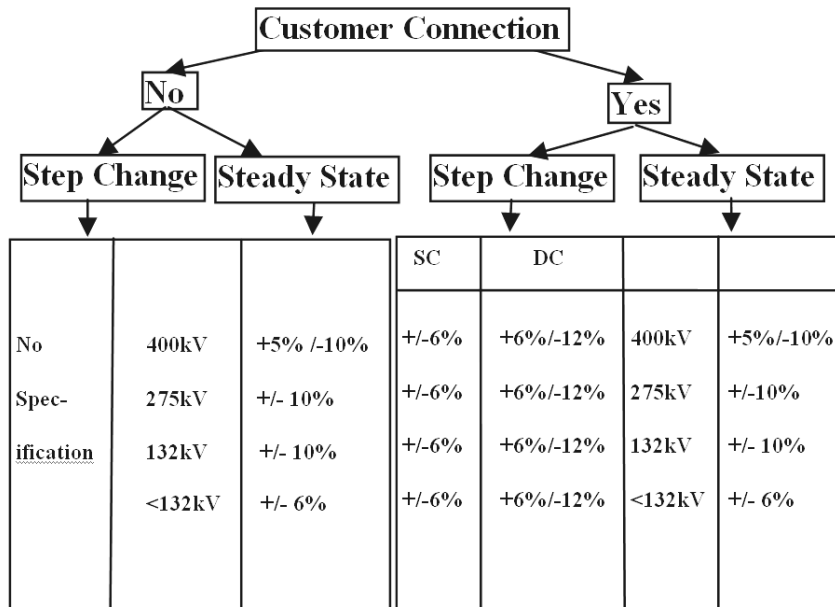 Customer Connection
No
Yes
Step Change
Steady State
Step Change
Steady State
SC DC
No 400kV +5% /-10% +/-6% +6%/-12% 400kV +5%/-10%
Spec- 275kV +/- 10% +/-6% +6%/-12% 275kV +/-10%
ification 132kV +/- 10% +/-6% +6%/-12% 132kV +/- 10%
<132kV +/- 6% +/-6% +6%/-12% <132kV +/- 6%